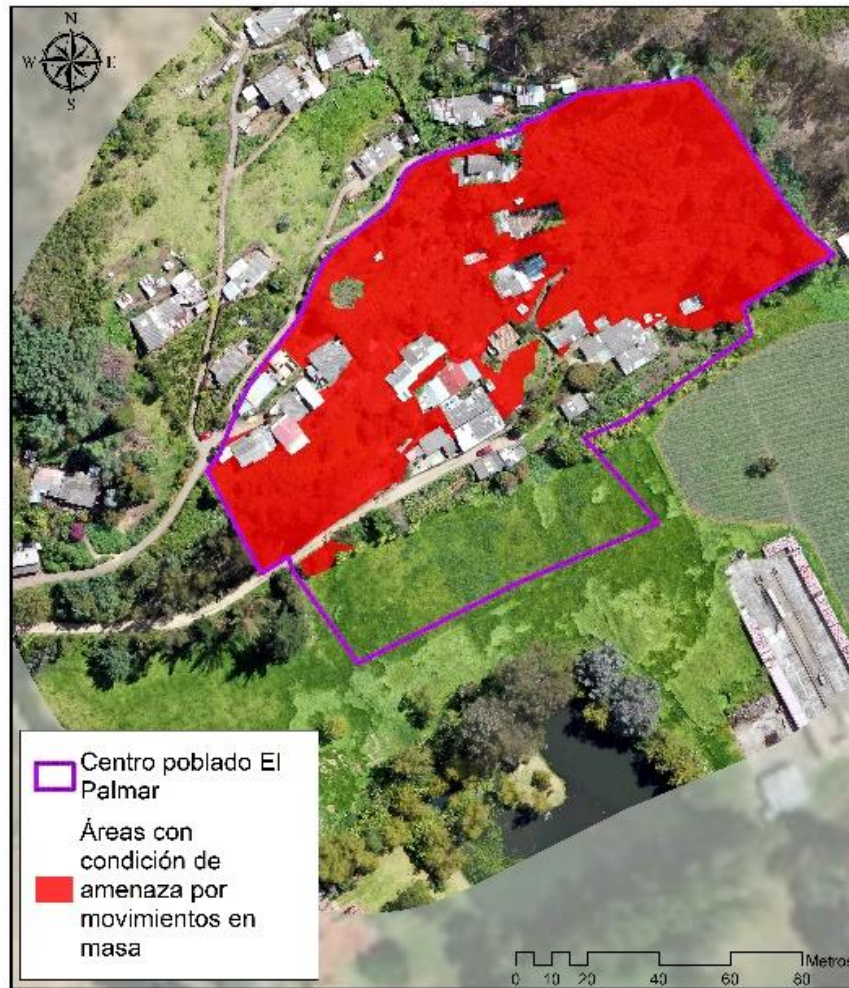 N
W E
S
Centro poblado El
Palmar
Áreas con
condición de
amenaza por
movimientos en
masa
Metros
0 10 20 40 60 80